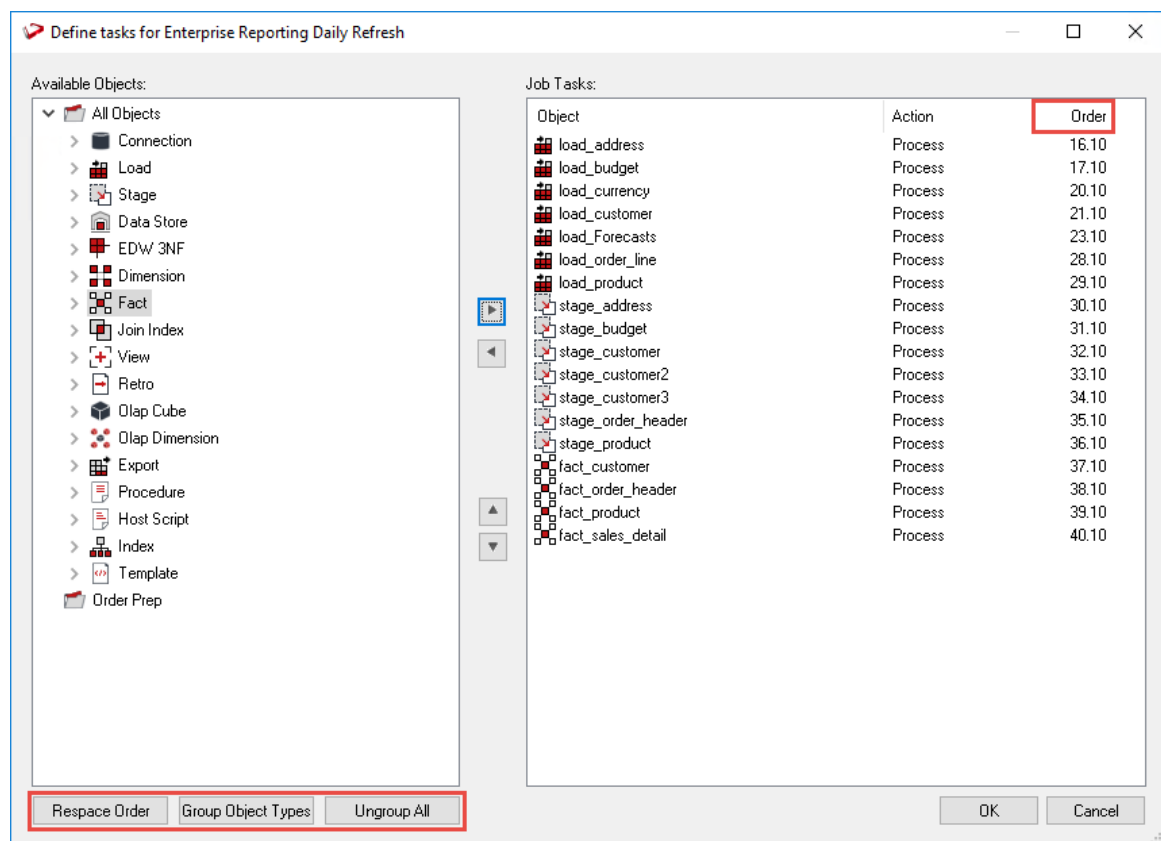 Define tasks for Enterprise Reporting Daily Refresh
Available Objects:
All Objects
Connection
Load
Stage
Data Store
EDW 3NF
Dimension
Fact
Join Index
View
Retro
Olap Cube
Olap Dimension
Export
Procedure
Host Script
Index
Template
Order Prep
Job Tasks:
Object Action Order
load_address Process 16.10
load_budget Process 17.10
load_currency Process 20.10
load_customer Process 21.10
load_Forecasts Process 23.10
load_order_line Process 28.10
load_product Process 29.10
stage_address Process 30.10
stage_budget Process 31.10
stage_customer Process 32.10
stage_customer2 Process 33.10
stage_customer3 Process 34.10
stage_order_header Process 35.10
stage_product Process 36.10
fact_customer Process 37.10
fact_order_header Process 38.10
fact_product Process 39.10
fact_sales_detail Process 40.10
Respace Order Group Object Types Ungroup All OK Cancel